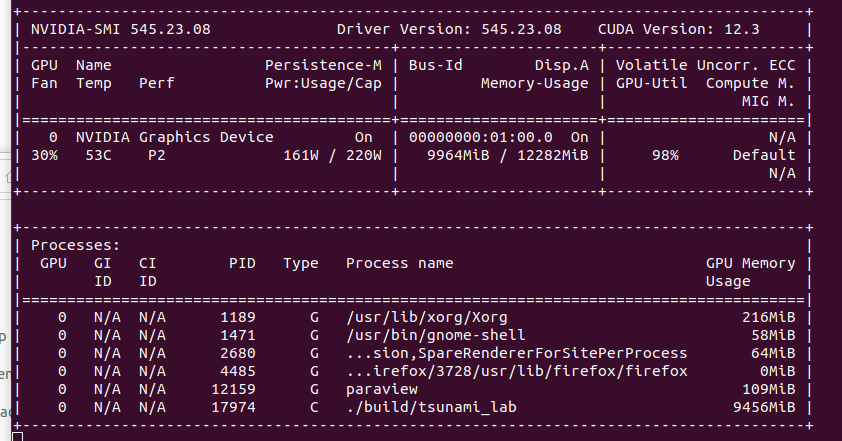 +-----------------------------------------------------------------------------------------+
| NVIDIA-SMI 545.23.08              Driver Version: 545.23.08    CUDA Version: 12.3     |
|-----------------------------------------+----------------------+----------------------+
| GPU  Name                 Persistence-M | Bus-Id        Disp.A | Volatile Uncorr. ECC |
| Fan  Temp   Perf          Pwr:Usage/Cap |         Memory-Usage | GPU-Util  Compute M. |
|                                         |                      |               MIG M. |
|=========================================+======================+======================|
|   0  NVIDIA Graphics Device         On  | 00000000:01:00.0  On |                  N/A |
| 30%   53C    P2             161W / 220W |   9964MiB / 12282MiB |     98%      Default |
|                                         |                      |                  N/A |
+-----------------------------------------+----------------------+----------------------+
+---------------------------------------------------------------------------------------+
| Processes:                                                                            |
|  GPU   GI   CI        PID   Type   Process name                            GPU Memory |
|        ID   ID                                                             Usage      |
|=======================================================================================|
|    0   N/A  N/A      1189      G   /usr/lib/xorg/Xorg                          216MiB |
|    0   N/A  N/A      1471      G   /usr/bin/gnome-shell                         58MiB |
|    0   N/A  N/A      2680      G   ...sion,SpareRendererForSitePerProcess       64MiB |
|    0   N/A  N/A      4485      G   ...irefox/3728/usr/lib/firefox/firefox        0MiB |
|    0   N/A  N/A     12159      G   paraview                                    109MiB |
|    0   N/A  N/A     17974      C   ./build/tsunami_lab                        9456MiB |
+---------------------------------------------------------------------------------------+